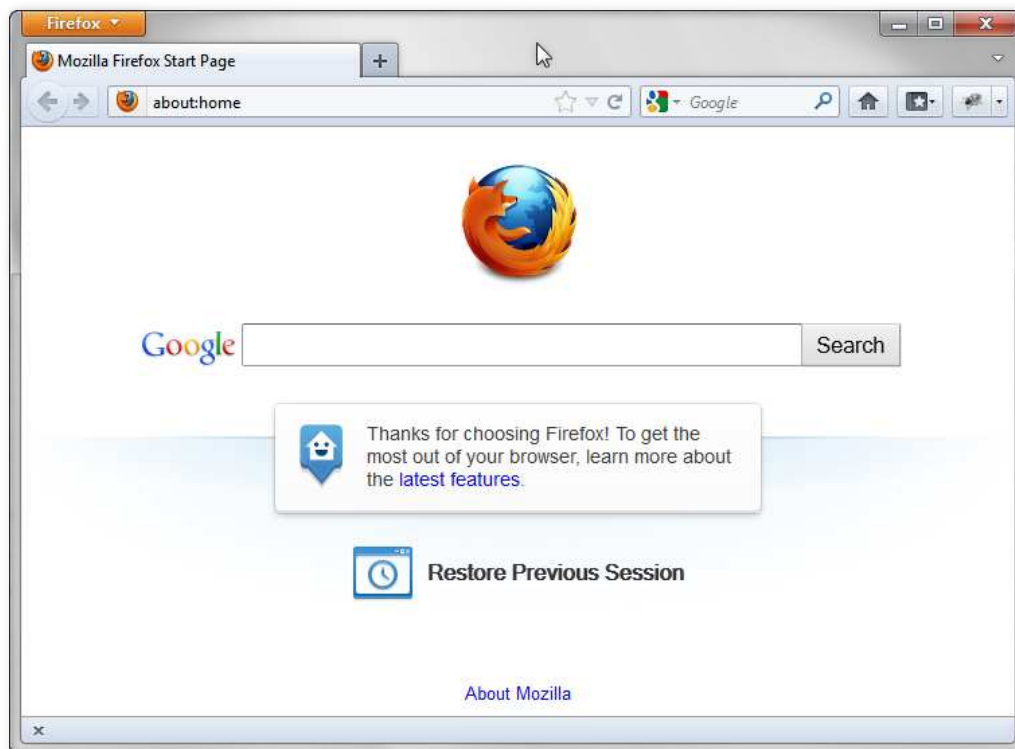 Firefox
Mozilla Firefox Start Page
about:home
Google
Google
Search
Thanks for choosing Firefox! To get the
most out of your browser, learn more about
the latest features.
Restore Previous Session
About Mozilla